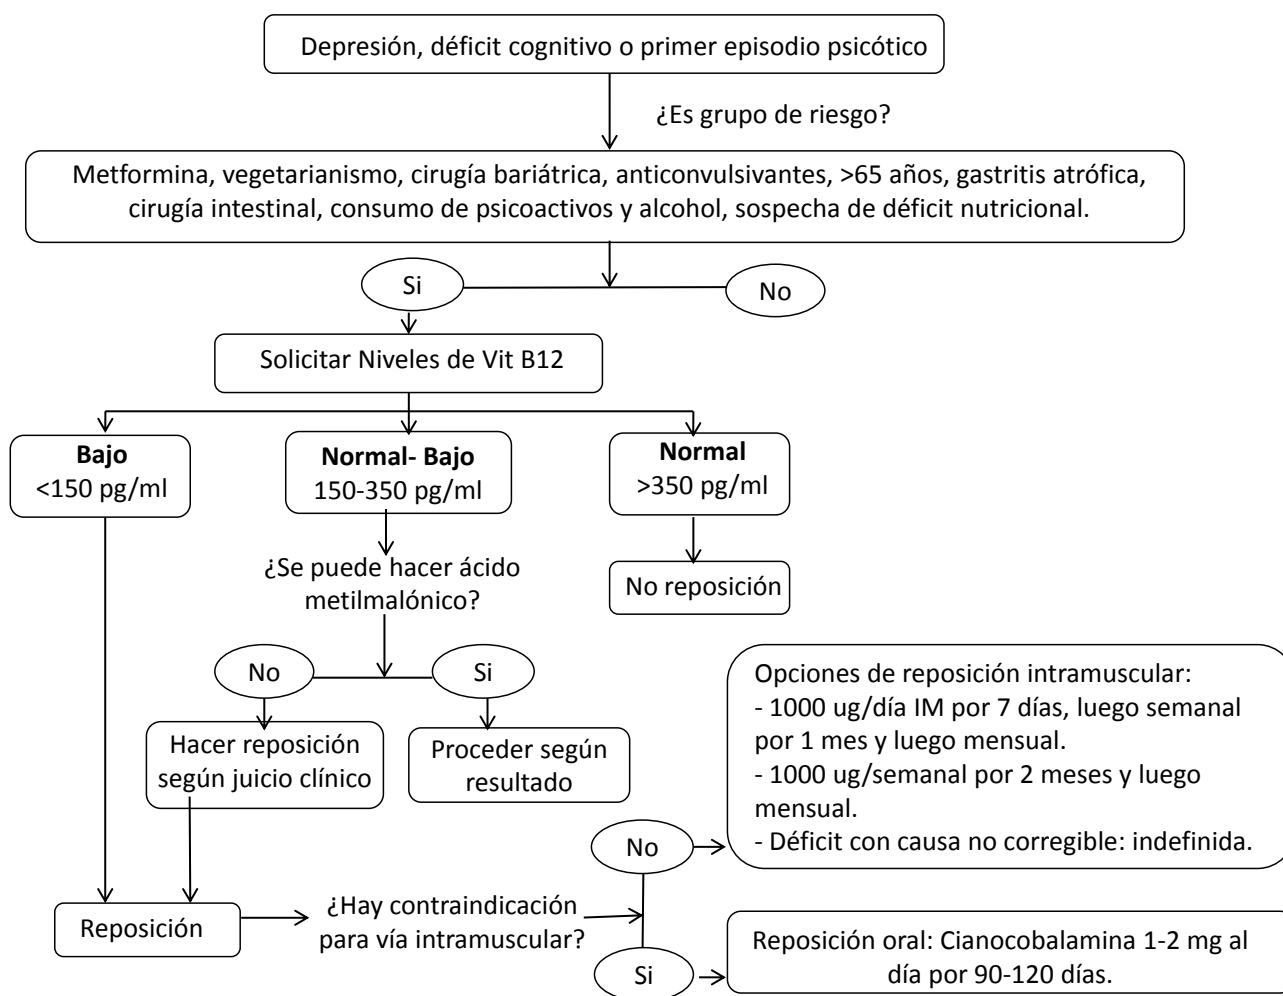 Depresión, déficit cognitivo o primer episodio psicótico
¿Es grupo de riesgo?
Metformina, vegetarianismo, cirugía bariátrica, anticonvulsivantes, >65 años, gastritis atrófica,
cirugía intestinal, consumo de psicoactivos y alcohol, sospecha de déficit nutricional.
Si
No
Solicitar Niveles de Vit B12
Bajo
<150 pg/ml
Normal- Bajo
150-350 pg/ml
Normal
>350 pg/ml
¿Se puede hacer ácido
metilmalónico?
No reposición
No
Si
Hacer reposición
según juicio clínico
Proceder según
resultado
Opciones de reposición intramuscular:
- 1000 ug/día IM por 7 días, luego semanal
por 1 mes y luego mensual.
- 1000 ug/semanal por 2 meses y luego
mensual.
- Déficit con causa no corregible: indefinida.
No
Reposición
¿Hay contraindicación
para vía intramuscular?
Si
Reposición oral: Cianocobalamina 1-2 mg al
día por 90-120 días.